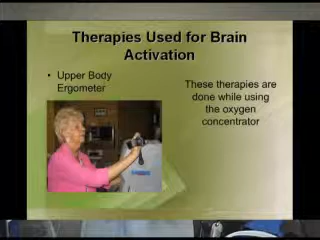 Therapies Used for Brain
Activation
• Upper Body
Ergometer
These therapies are
done while using
the oxygen
concentrator